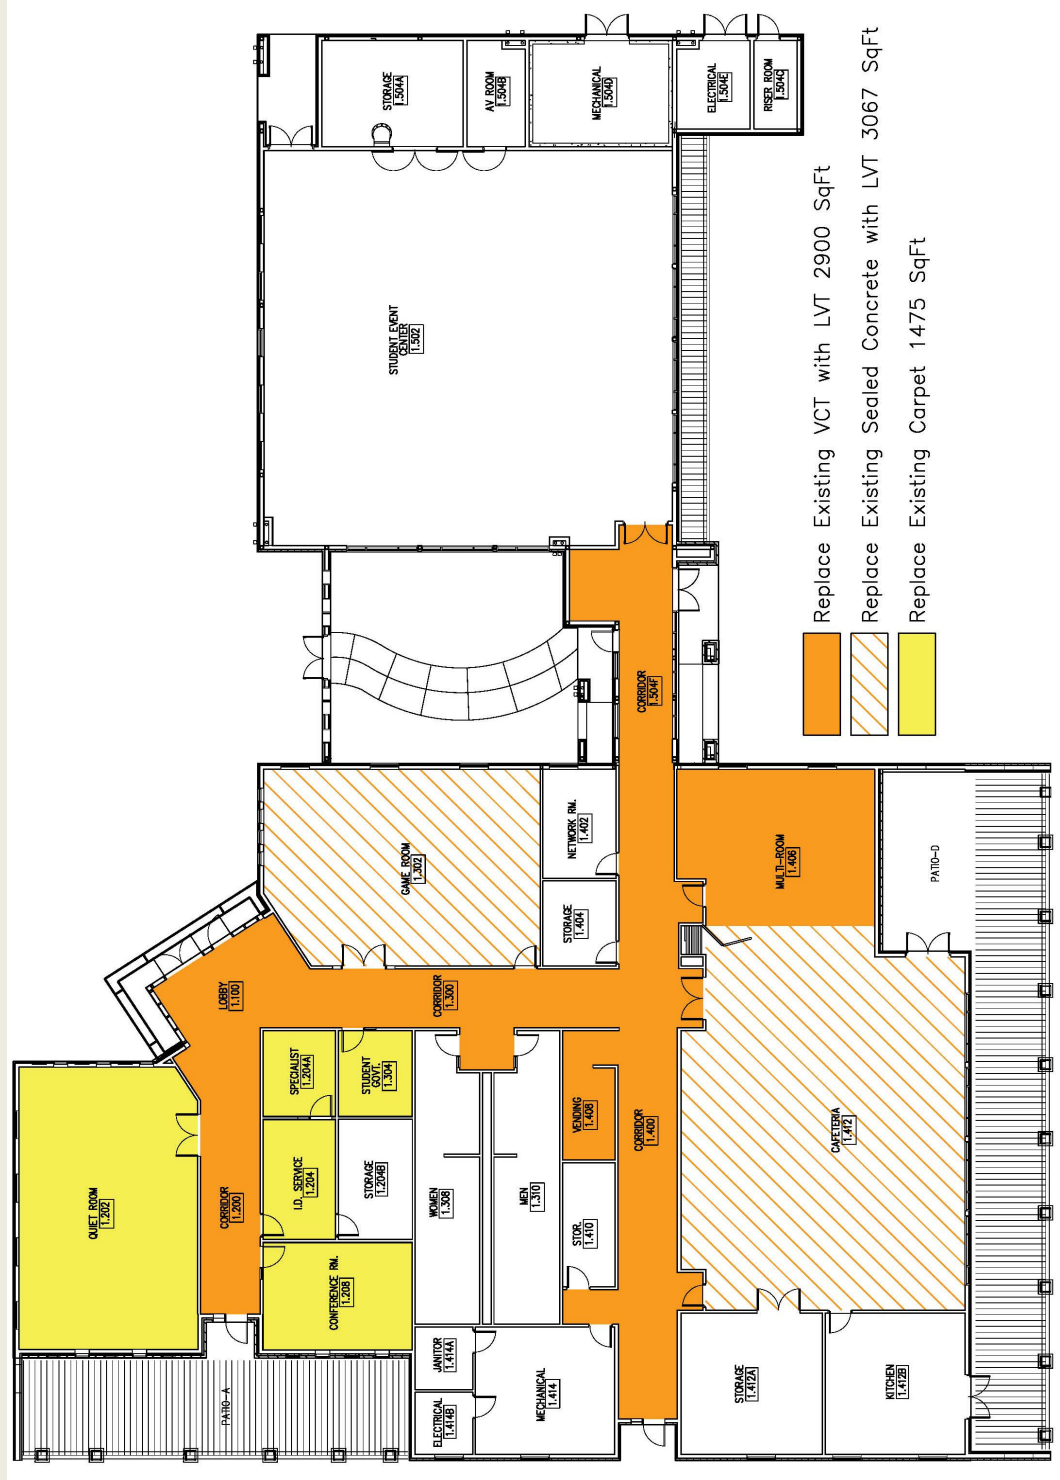 STORAGE
1.504A
AV ROOM
1.504B
MECHANICAL
1.504D
ELECTRICAL
1.504E
RISER ROOM
1.504C
STUDENT EVENT
CENTER
1.502
Replace Existing VCT with LVT 2900 SqFt
Replace Existing Sealed Concrete with LVT 3067 SqFt
Replace Existing Carpet 1475 SqFt
CORRIDOR
1.504F
GAME ROOM
1.302
NETWORK RM.
1.402
STORAGE
1.404
MULTI-ROOM
1.406
PATIO-D
LOBBY
1.100
CORRIDOR
1.300
SPECIALIST
1.204A
STUDENT
GOVT.
1.304
VENDING
1.408
CORRIDOR
1.400
CAFETERIA
1.412
QUIET ROOM
1.202
CORRIDOR
1.200
I.D. SERVICE
1.204
STORAGE
1.204B
WOMEN
1.308
MEN
1.310
STOR.
1.410
CONFERENCE RM.
1.208
JANITOR
1.414A
ELECTRICAL
1.414B
MECHANICAL
1.414
STORAGE
1.412A
KITCHEN
1.412B
PATIO-A